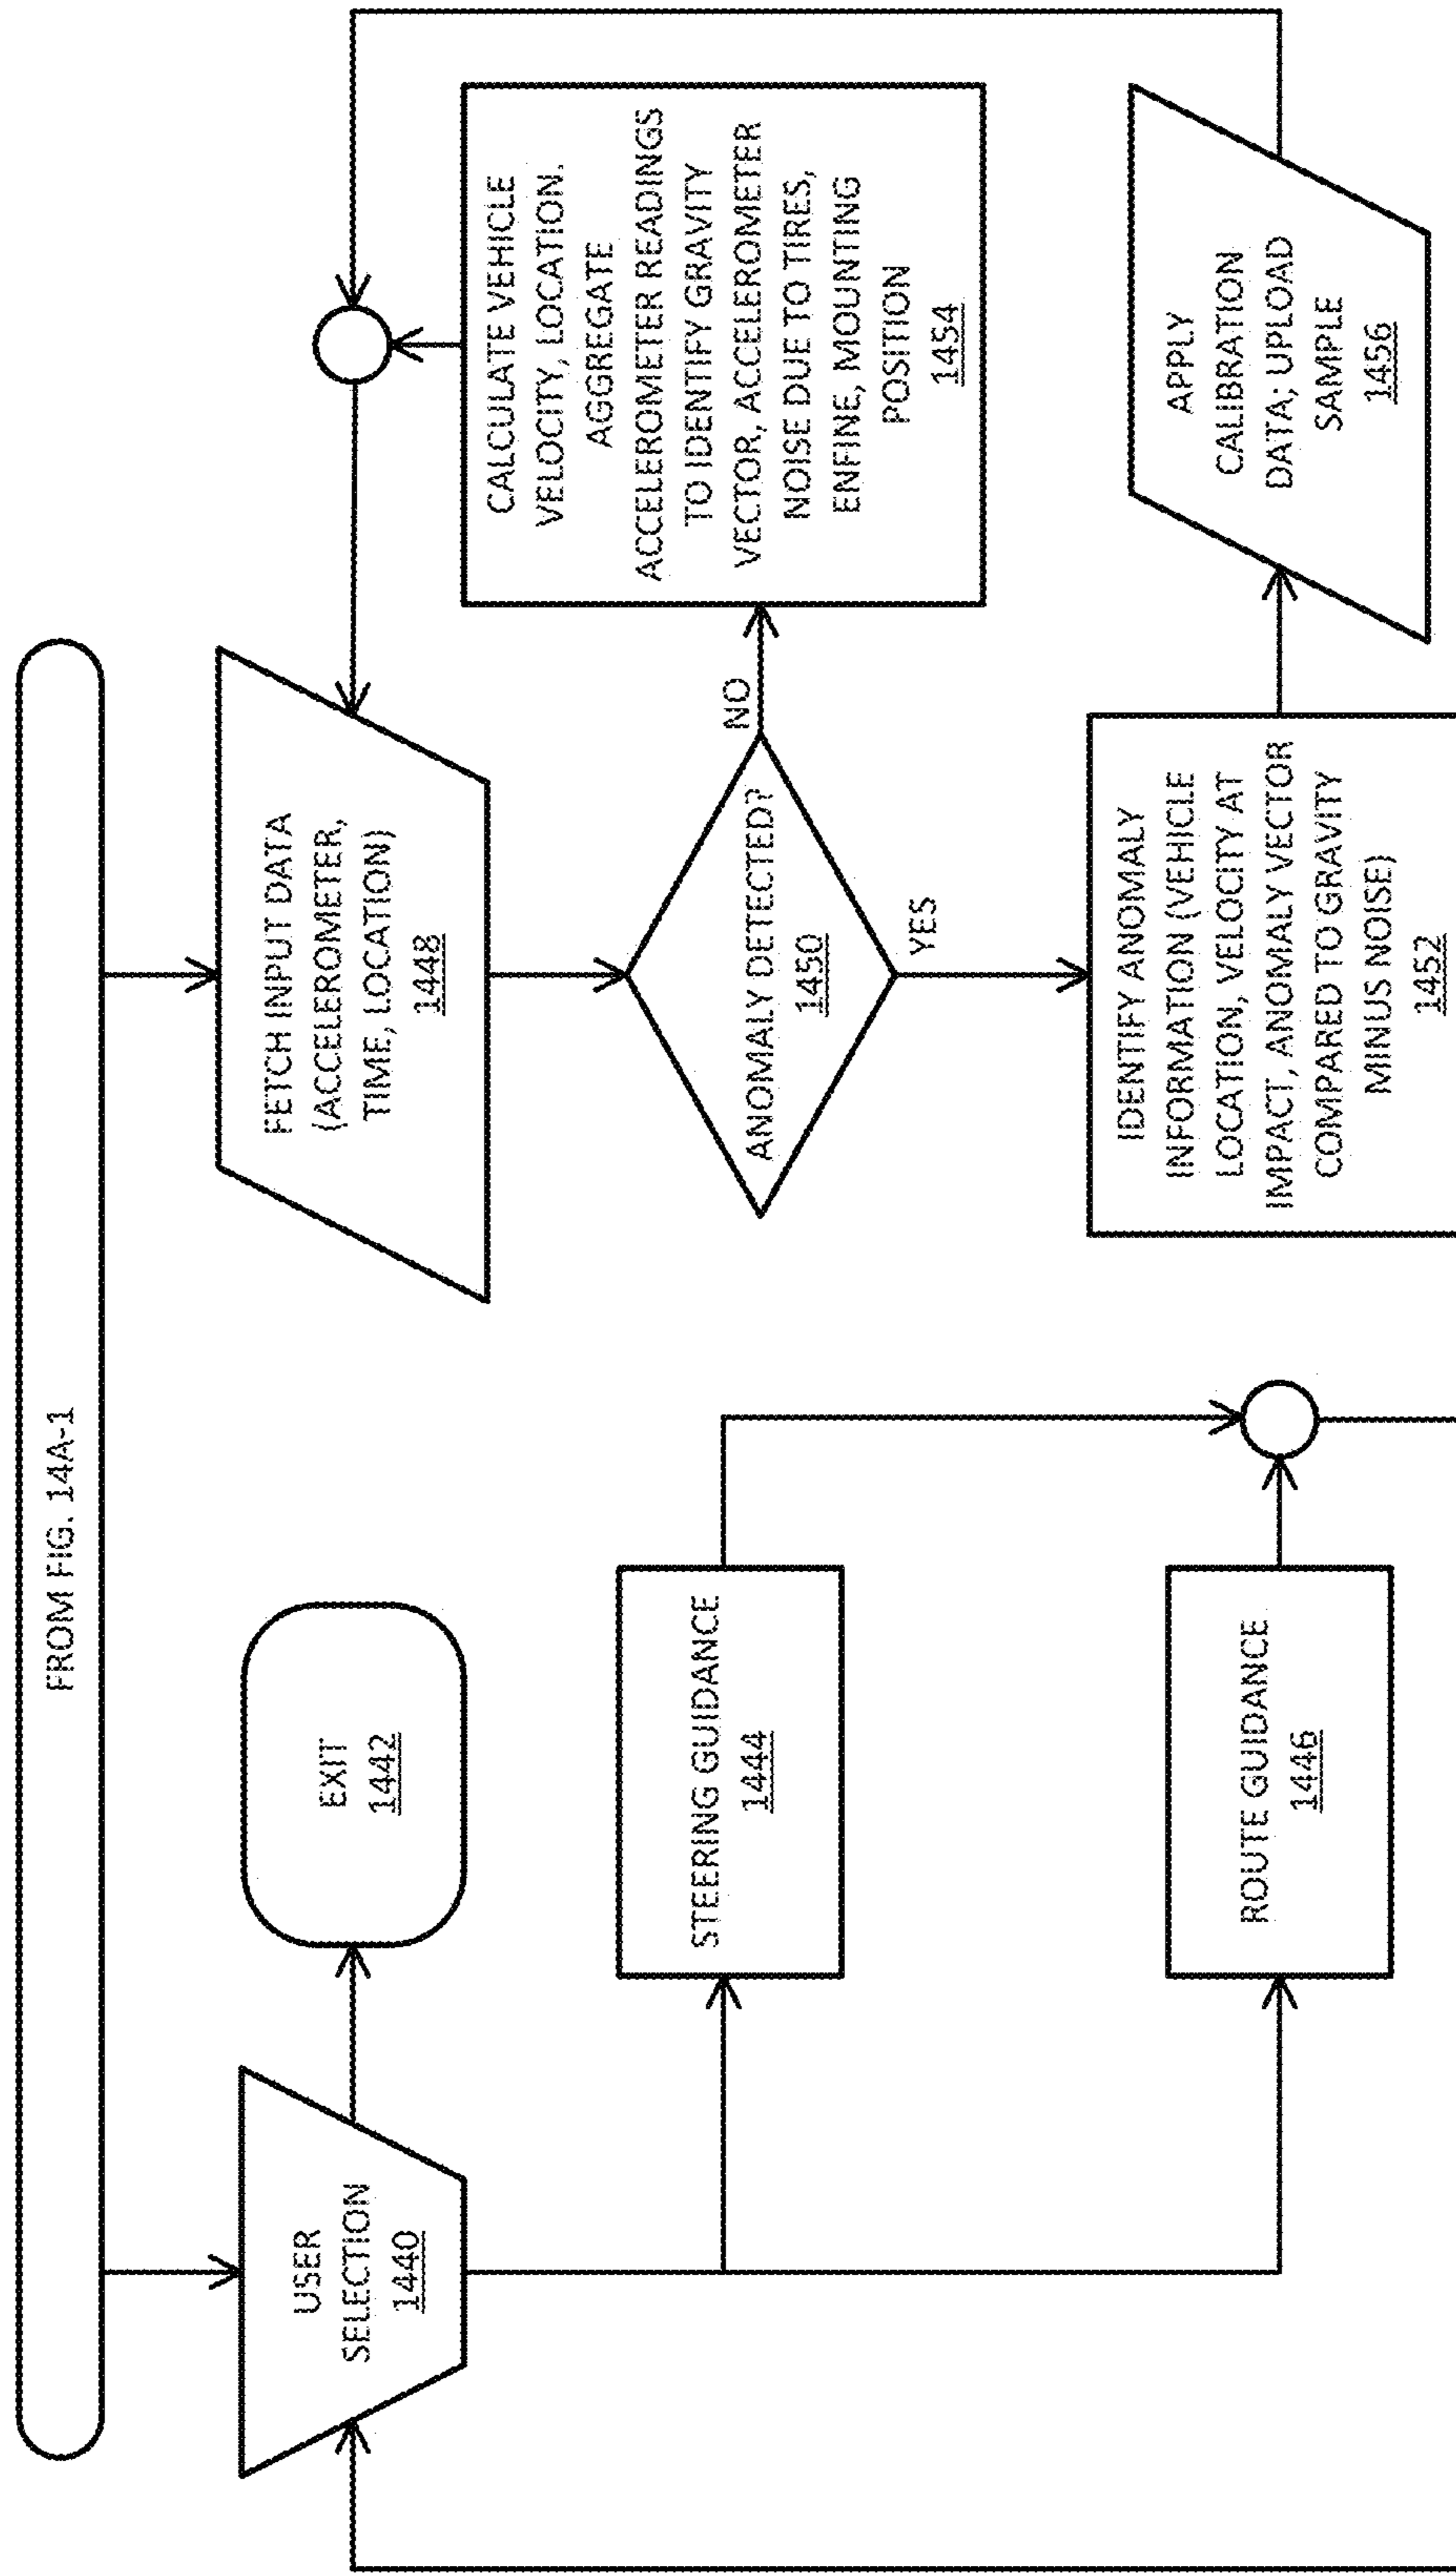 FROM FIG. 14A-1
USER
SELECTION
1440
EXIT
1442
STEERING GUIDANCE
1444
ROUTE GUIDANCE
1446
FETCH INPUT DATA
(ACCELEROMETER,
TIME, LOCATION)
1448
ANOMALY DETECTED?
1450
NO
YES
CALCULATE VEHICLE
VELOCITY, LOCATION.
AGGREGATE
ACCELEROMETER READINGS
TO IDENTIFY GRAVITY
VECTOR, ACCELEROMETER
NOISE DUE TO TIRES,
ENFINE, MOUNTING
POSITION
1454
IDENTIFY ANOMALY
INFORMATION (VEHICLE
LOCATION, VELOCITY AT
IMPACT, ANOMALY VECTOR
COMPARED TO GRAVITY
MINUS NOISE)
1452
APPLY
CALIBRATION
DATA; UPLOAD
SAMPLE
1456